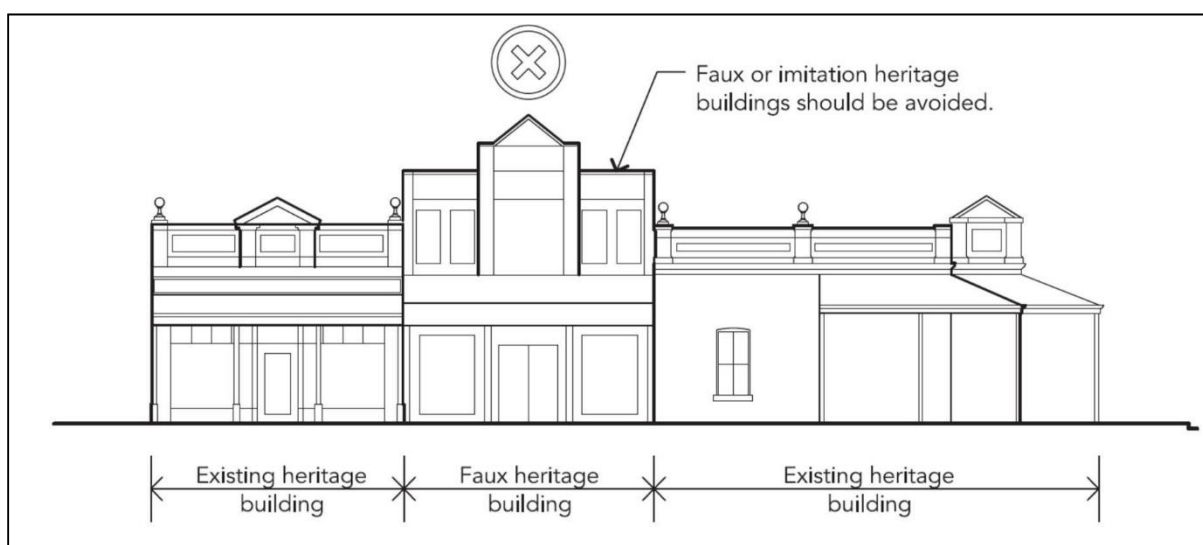 Faux or imitation heritage
buildings should be avoided.
Existing heritage
building
Faux heritage
building
Existing heritage
building